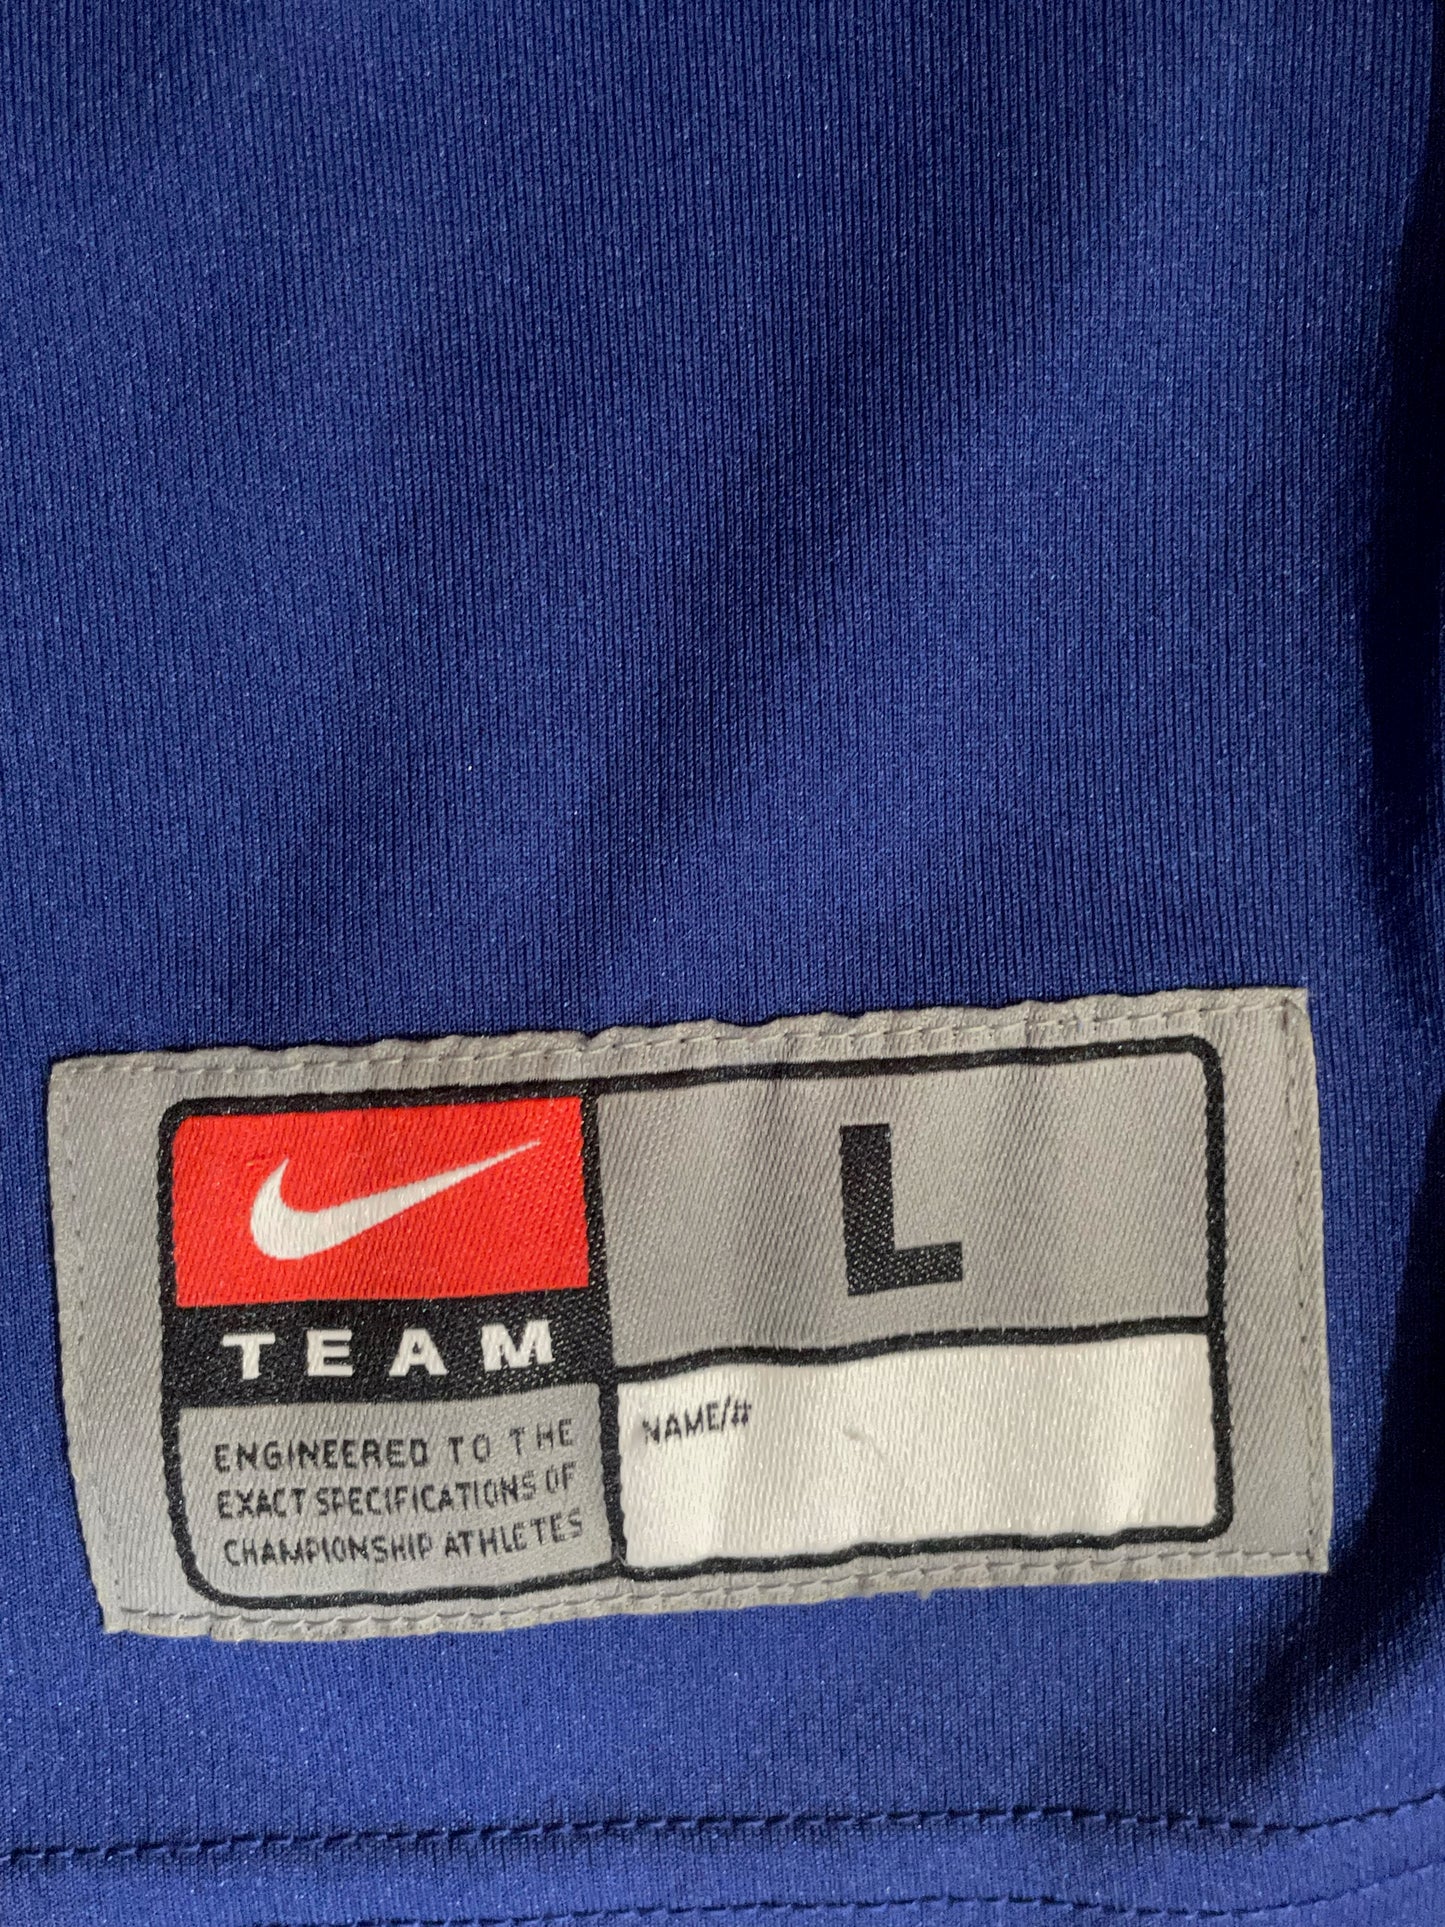 TEAM
L
NAME/#
ENGINEERED TO THE
EXACT SPECIFICATIONS OF
CHAMPIONSHIP ATHLETES